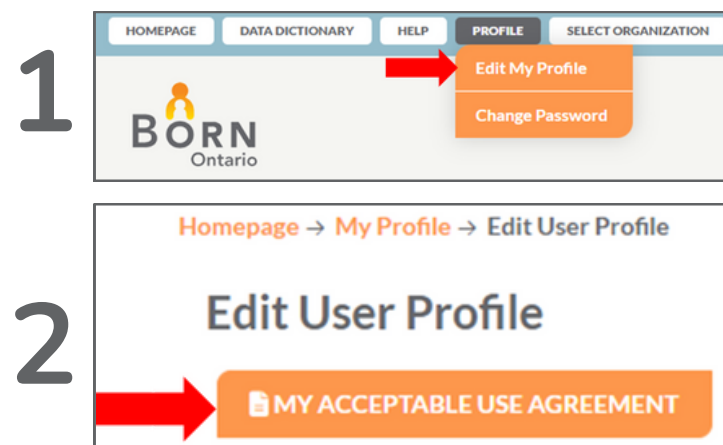 1
HOMEPAGE DATA DICTIONARY HELP PROFILE SELECT ORGANIZATION
Edit My Profile
Change Password
BORN
Ontario
2
Homepage → My Profile → Edit User Profile
Edit User Profile
MY ACCEPTABLE USE AGREEMENT